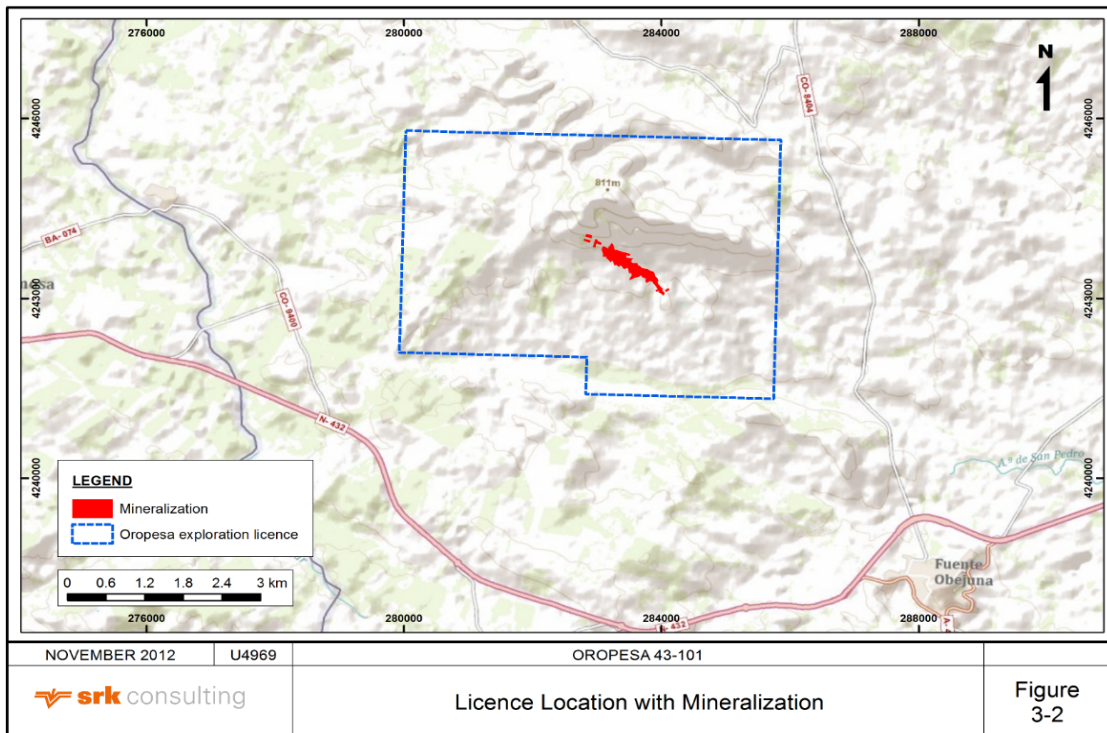 276000 280000 284000 288000
N
CO-8404
4246000 4246000
811m
BA-074
CO-9400
4243000 4243000
N-432
A.º de San Pedro
4240000 4240000
LEGEND
Mineralization
Oropesa exploration licence
Fuente
Obejuna
0 0.6 1.2 1.8 2.4 3 km
N-432
276000 280000 284000 288000
NOVEMBER 2012 U4969 OROPESA 43-101
srk consulting
Licence Location with Mineralization
Figure
3-2